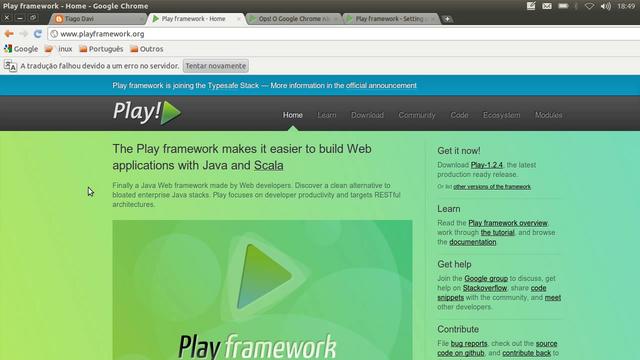 Play framework - Home - Google Chrome
18:49
Tiago Davi
Play framework - Home
Ops! O Google Chrome
Play framework - Setting
www.playframework.org
Google
Português
Outros
A tradução falhou devido a um erro no servidor.
Tentar novamente
Play framework is joining the Typesafe Stack — More information in the official announcement
Play!
Home
Learn
Download
Community
Code
Ecosystem
Modules
The Play framework makes it easier to build Web
applications with Java and Scala
Finally a Java Web framework made by Web developers. Discover a clean alternative to
bloated enterprise Java stacks. Play focuses on developer productivity and targets RESTful
architectures.
Play framework
Get it now!
Download Play-1.2.4, the latest
production ready release.
Or list other versions of the framework
Learn
Read the Play framework overview,
work through the tutorial, and browse
the documentation.
Get help
Join the Google group to discuss, get
help on Stackoverflow, share code
snippets with the community, and meet
other developers.
Contribute
File bug reports, check out the source
code on github, and contribute back to